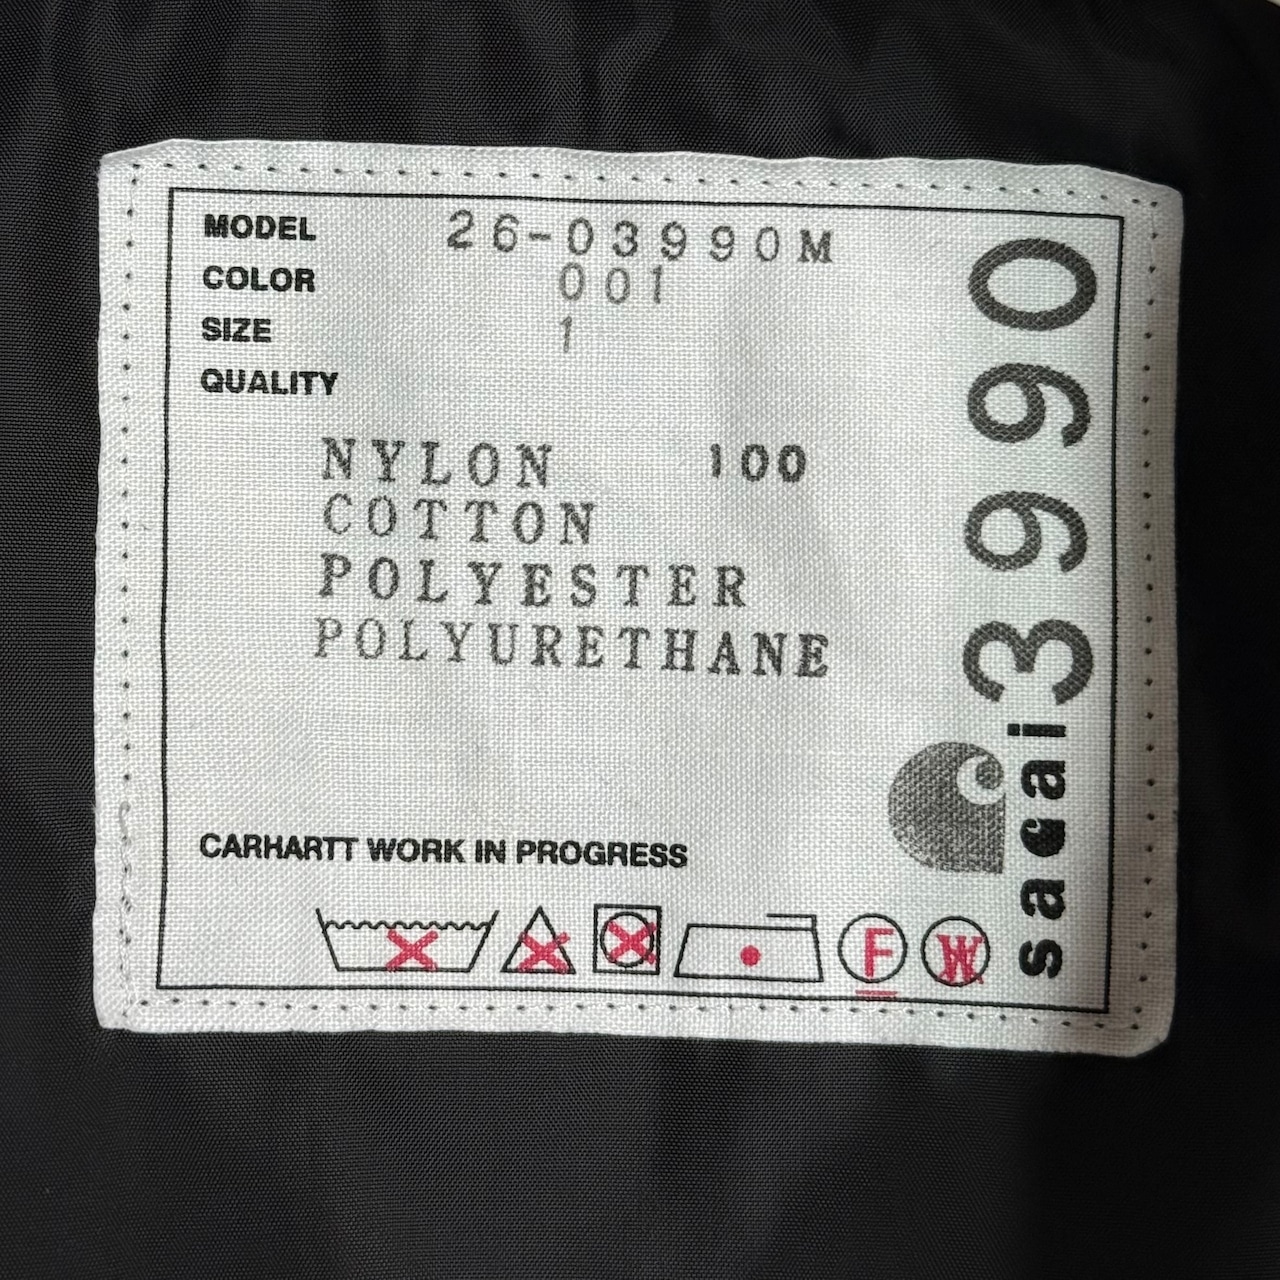 MODEL 26-03990M
COLOR 001
SIZE 1
QUALITY
NYLON 100
COTTON
POLYESTER
POLYURETHANE
CARHARTT WORK IN PROGRESS
F
W
sacai 3990